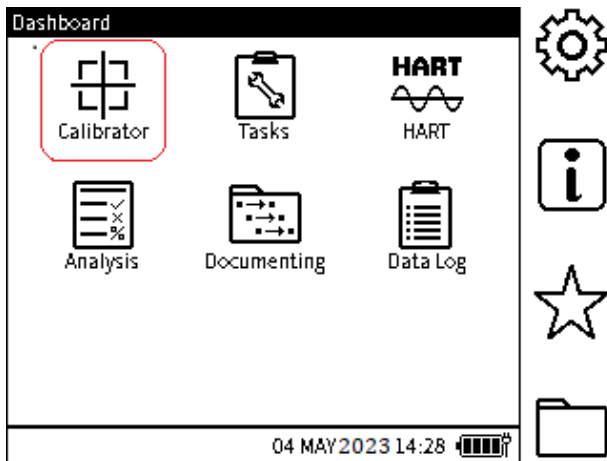 Dashboard
HART
Calibrator Tasks HART
Analysis Documenting Data Log
04 MAY 2023 14:28